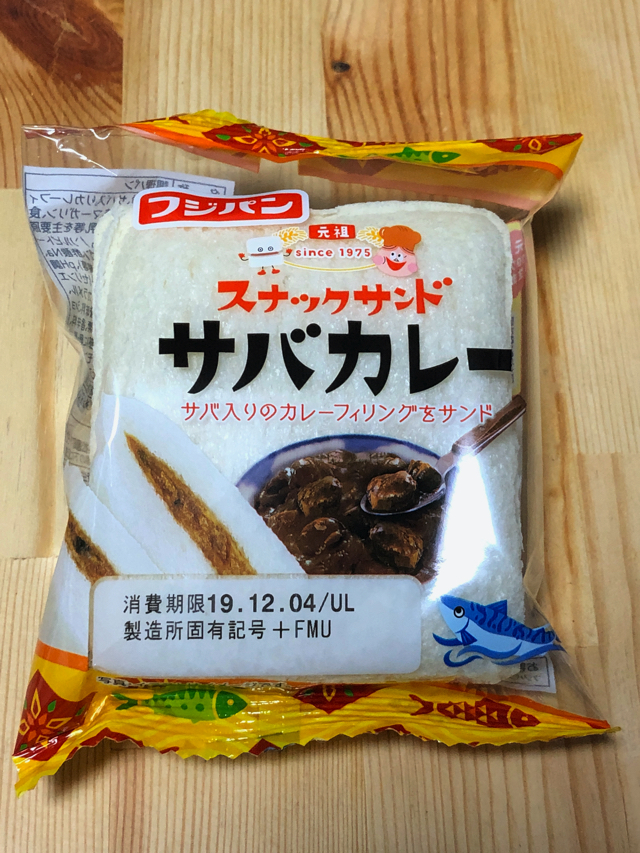 フジパン
元祖
since 1975
スナックサンド
サバカレー
サバ入りのカレーフィリングをサンド
消費期限19.12.04/UL
製造所固有記号+FMU